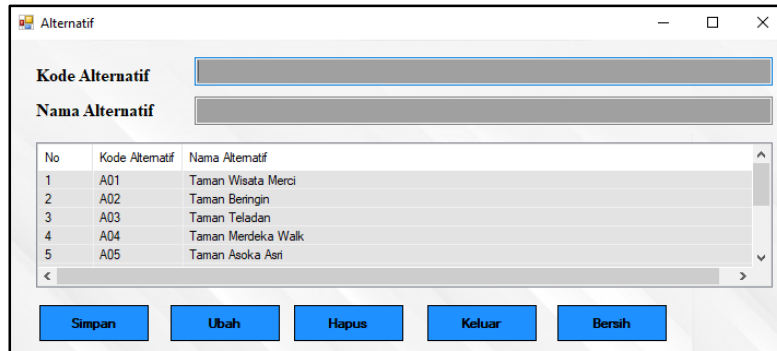 Alternatif
Kode Alternatif
Nama Alternatif
No Kode Alternatif Nama Alternatif
1 A01 Taman Wisata Merci
2 A02 Taman Beringin
3 A03 Taman Teladan
4 A04 Taman Merdeka Walk
5 A05 Taman Asoka Asri
Simpan Ubah Hapus Keluar Bersih